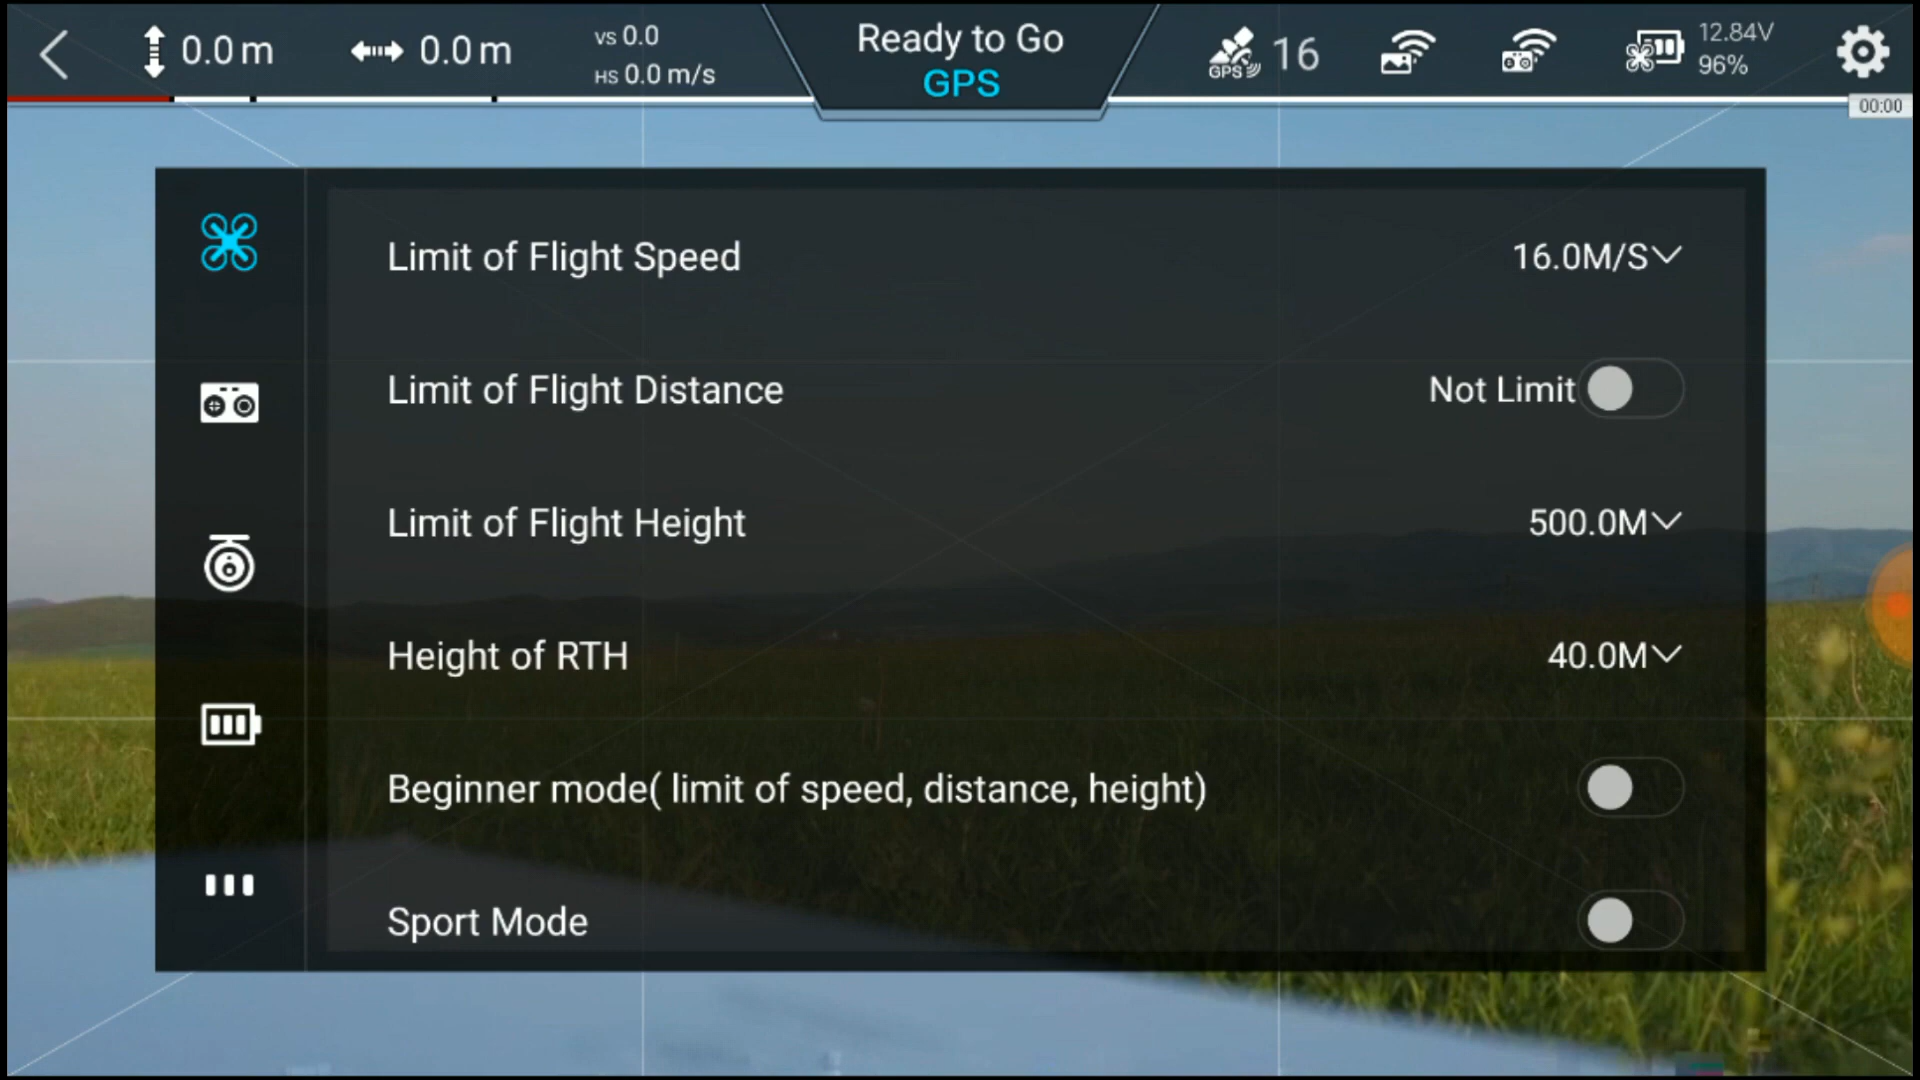 0.0 m
0.0 m
VS 0.0
HS 0.0 m/s
Ready to Go
GPS
GPS
16
12.84V
96%
00:00
Limit of Flight Speed
16.0M/S
Limit of Flight Distance
Not Limit
Limit of Flight Height
500.0M
Height of RTH
40.0M
Beginner mode( limit of speed, distance, height)
Sport Mode